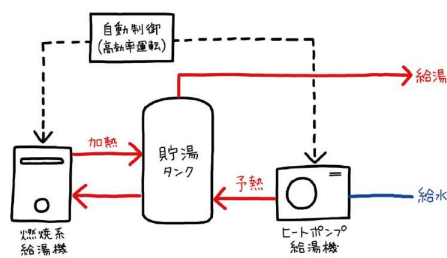 自動制御
(高効率運転)
給湯
加熱
貯湯
タンク
予熱
給水
燃焼系
給湯機
ヒートポンプ
給湯機